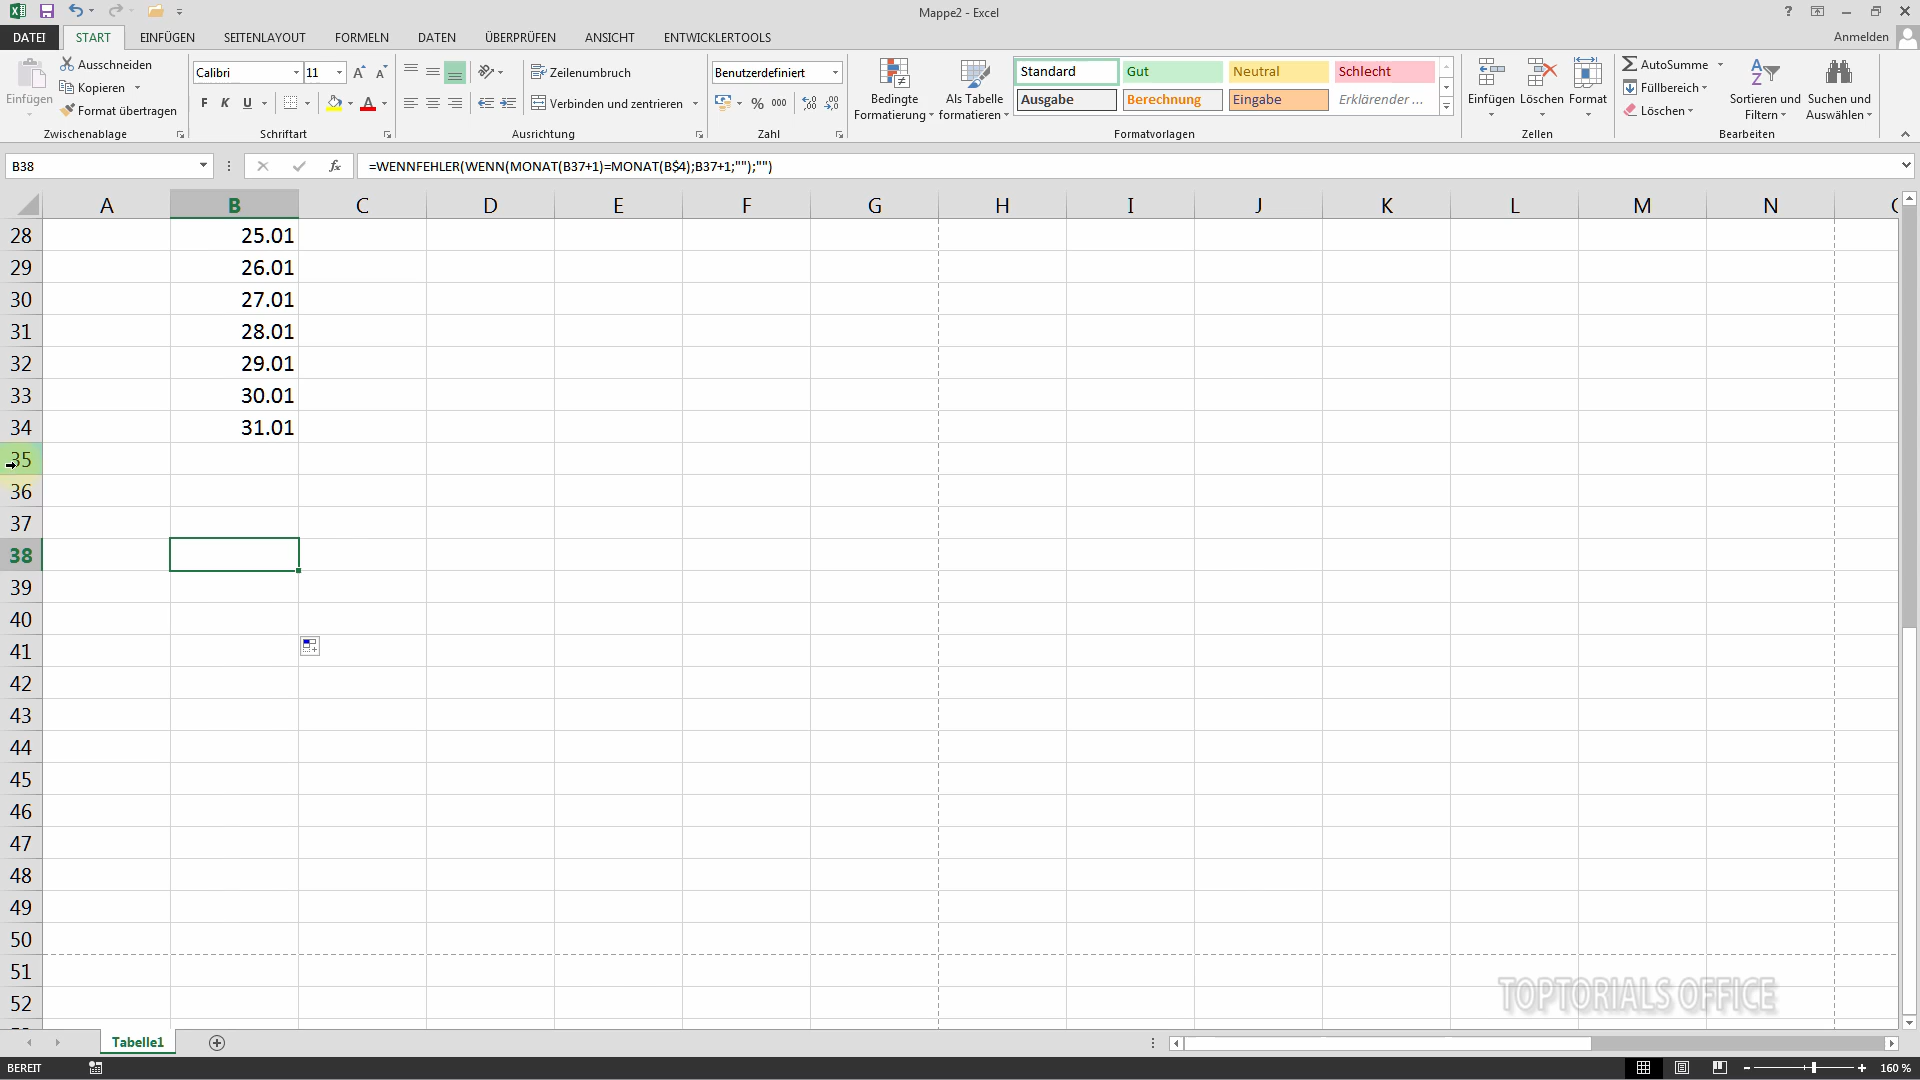 Mappe2 - Excel
?
DATEI START EINFÜGEN SEITENLAYOUT FORMELN DATEN ÜBERPRÜFEN ANSICHT ENTWICKLERTOOLS Anmelden
Einfügen
Ausschneiden
Kopieren
Format übertragen
Zwischenablage
Calibri 11
F K U
Schriftart
Zeilenumbruch
Verbinden und zentrieren
Ausrichtung
Benutzerdefiniert
% 000
Zahl
Bedingte
Formatierung
Als Tabelle
formatieren
Standard Gut Neutral Schlecht
Ausgabe Berechnung Eingabe Erklärender ...
Formatvorlagen
Einfügen Löschen Format
Zellen
AutoSumme
Füllbereich
Löschen
Sortieren und
Filtern
Suchen und
Auswählen
Bearbeiten
B38 fx =WENNFEHLER(WENN(MONAT(B37+1)=MONAT(B$4);B37+1;"");"")
A B C D E F G H I J K L M N
28 25.01
29 26.01
30 27.01
31 28.01
32 29.01
33 30.01
34 31.01
35
36
37
38
39
40
41
42
43
44
45
46
47
48
49
50
51
52
TOPTORIALS OFFICE
Tabelle1
BEREIT 160 %